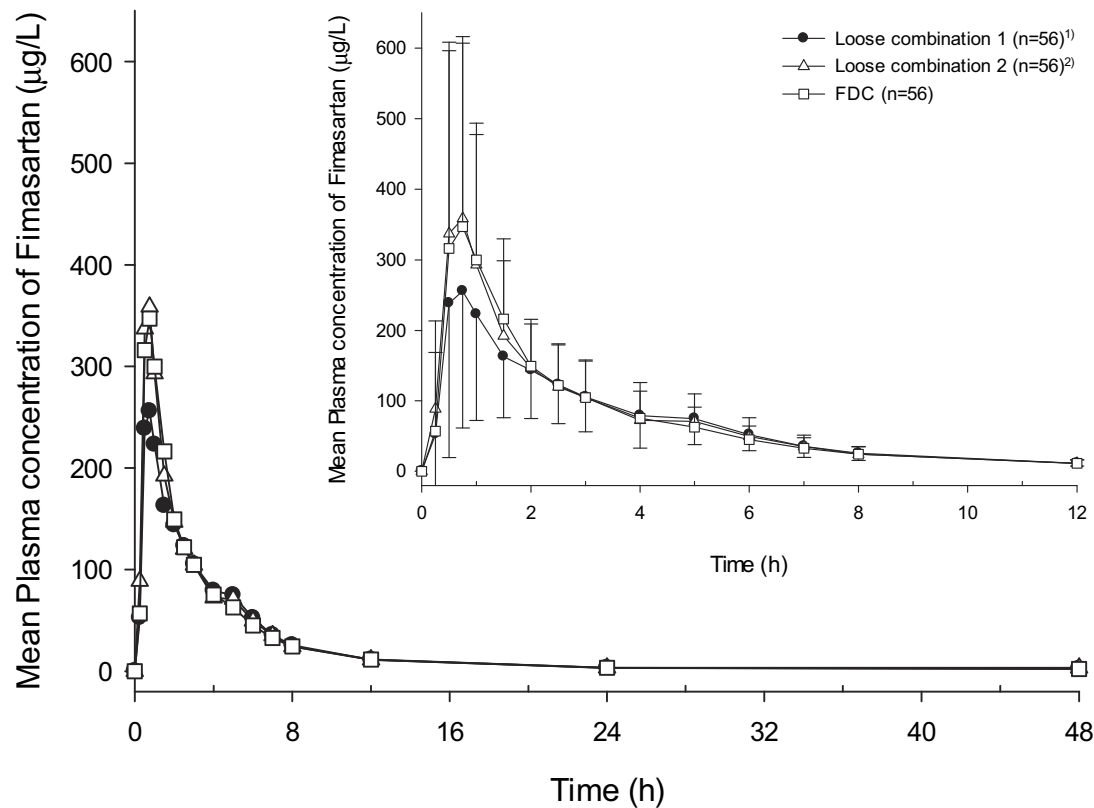 Mean Plasma concentration of Fimasartan (μg/L)
600
500
400
300
200
100
0
0 8 16 24 32 40 48
Time (h)
Mean Plasma concentration of Fimasartan (μg/L)
600
500
400
300
200
100
0
0 2 4 6 8 10 12
Time (h)
Loose combination 1 (n=56)1)
Loose combination 2 (n=56)2)
FDC (n=56)